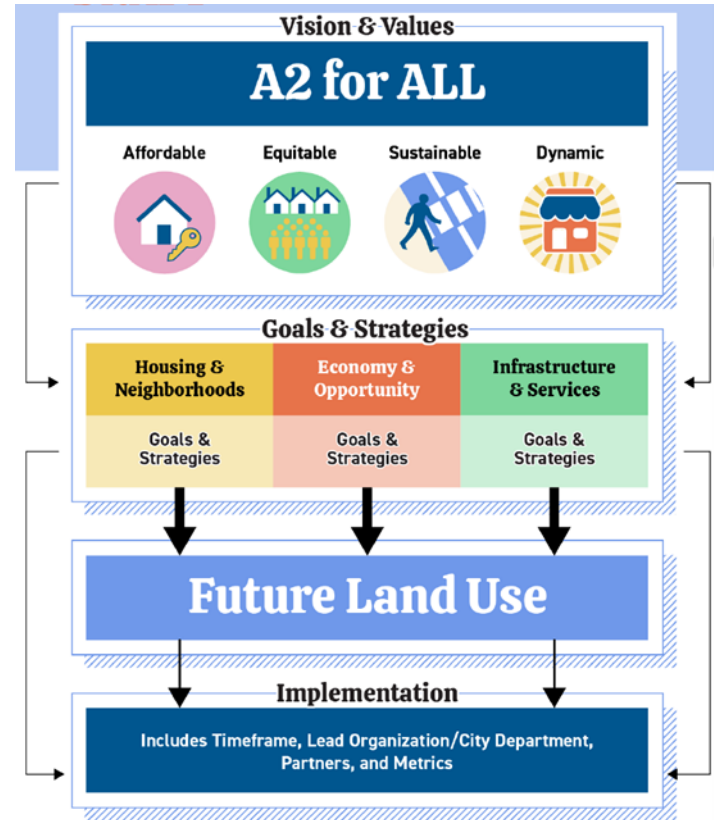 Vision & Values
A2 for ALL
Affordable
Equitable
Sustainable
Dynamic
Goals & Strategies
Housing &
Neighborhoods
Economy &
Opportunity
Infrastructure
& Services
Goals &
Strategies
Goals &
Strategies
Goals &
Strategies
Future Land Use
Implementation
Includes Timeframe, Lead Organization/City Department,
Partners, and Metrics